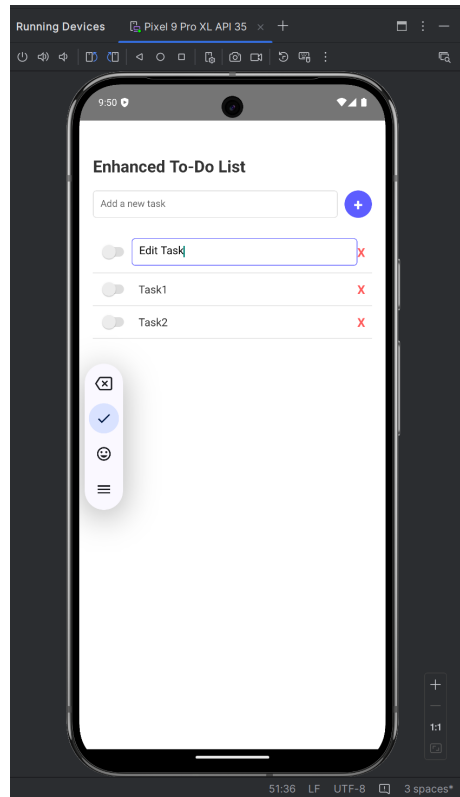 Running Devices
Pixel 9 Pro XL API 35
9:50
Enhanced To-Do List
Add a new task
+
Edit Task
X
Task1
X
Task2
X
1:1
51:36 LF UTF-8 3 spaces*